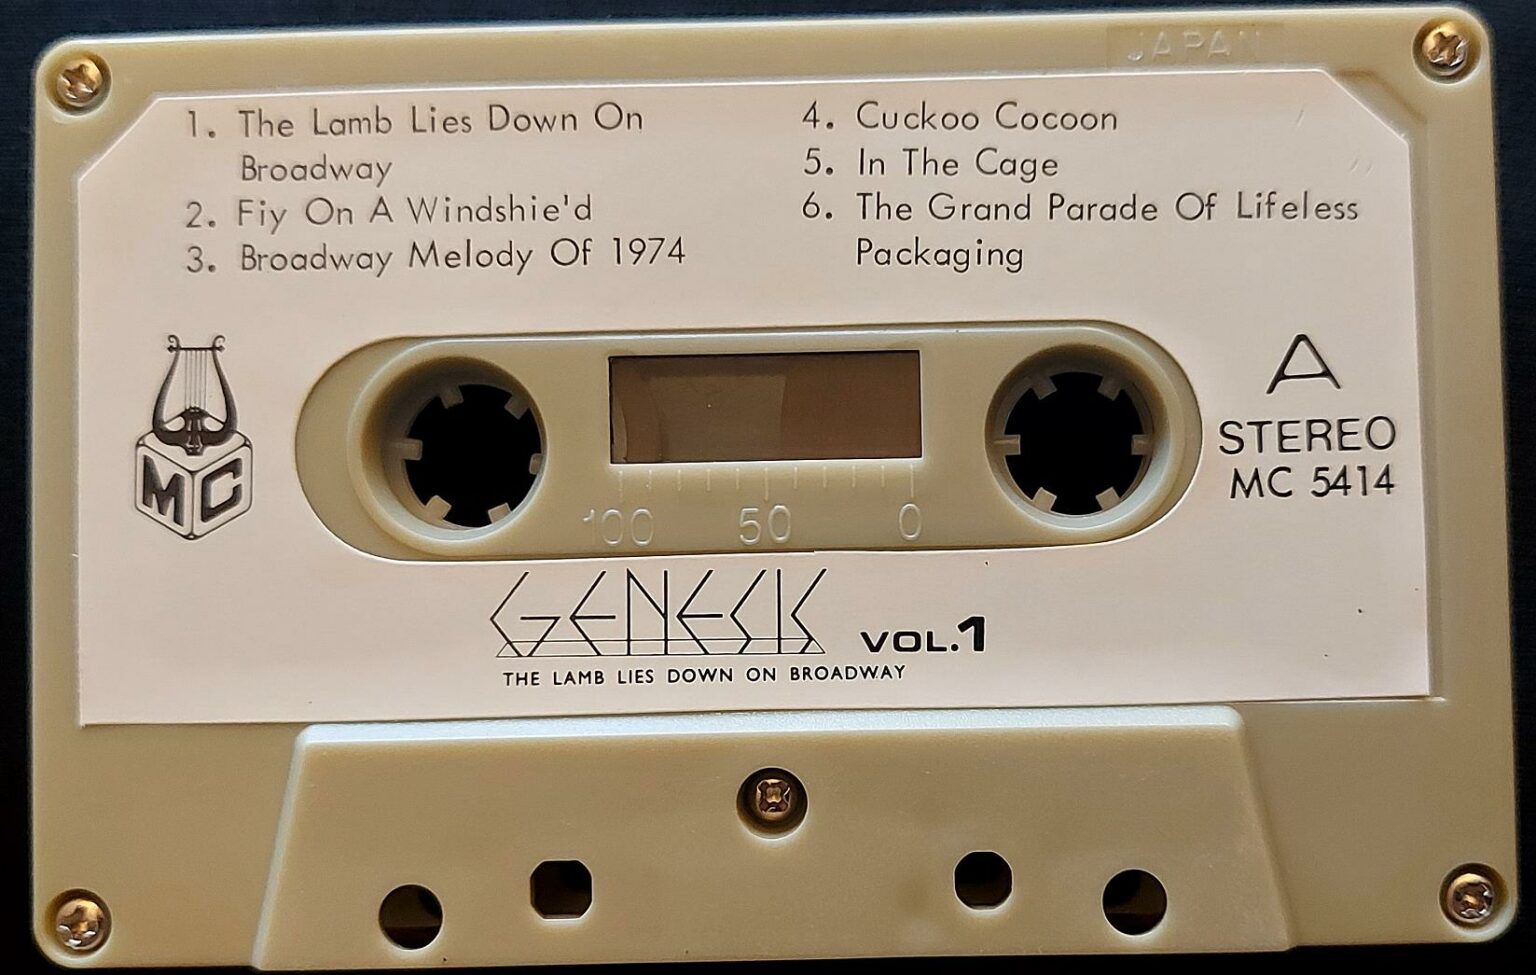 JAPAN
1. The Lamb Lies Down On
Broadway
2. Fiy On A Windshie'd
3. Broadway Melody Of 1974
4. Cuckoo Cocoon
5. In The Cage
6. The Grand Parade Of Lifeless
Packaging
MC
A
STEREO
MC 5414
100 50 0
GENESIS VOL.1
THE LAMB LIES DOWN ON BROADWAY